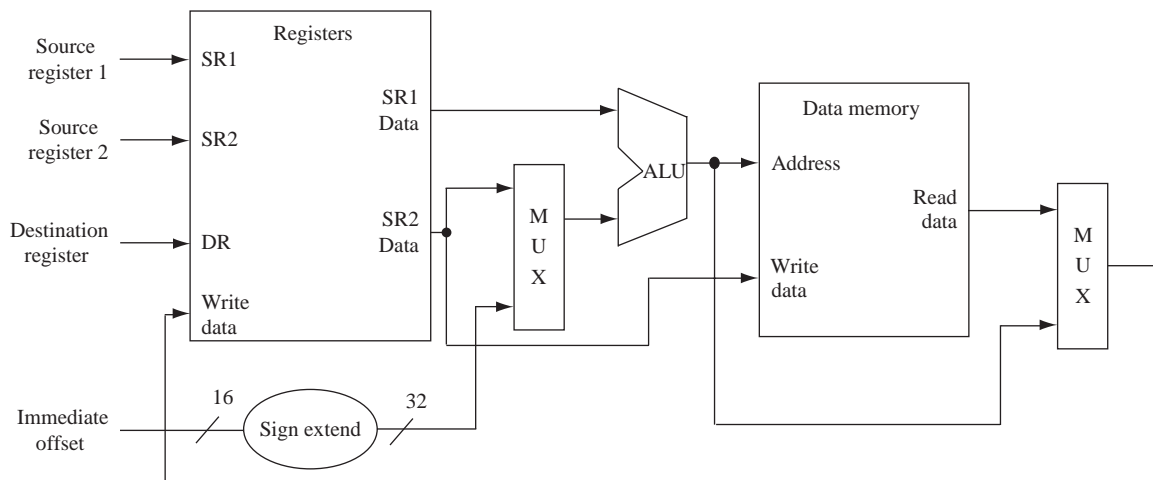 Registers
Source
register 1
SR1
SR1
Data
Source
register 2
SR2
Destination
register
DR
SR2
Data
Write
data
M
U
X
ALU
Data memory
Address
Read
data
Write
data
M
U
X
Immediate
offset
16
Sign extend
32